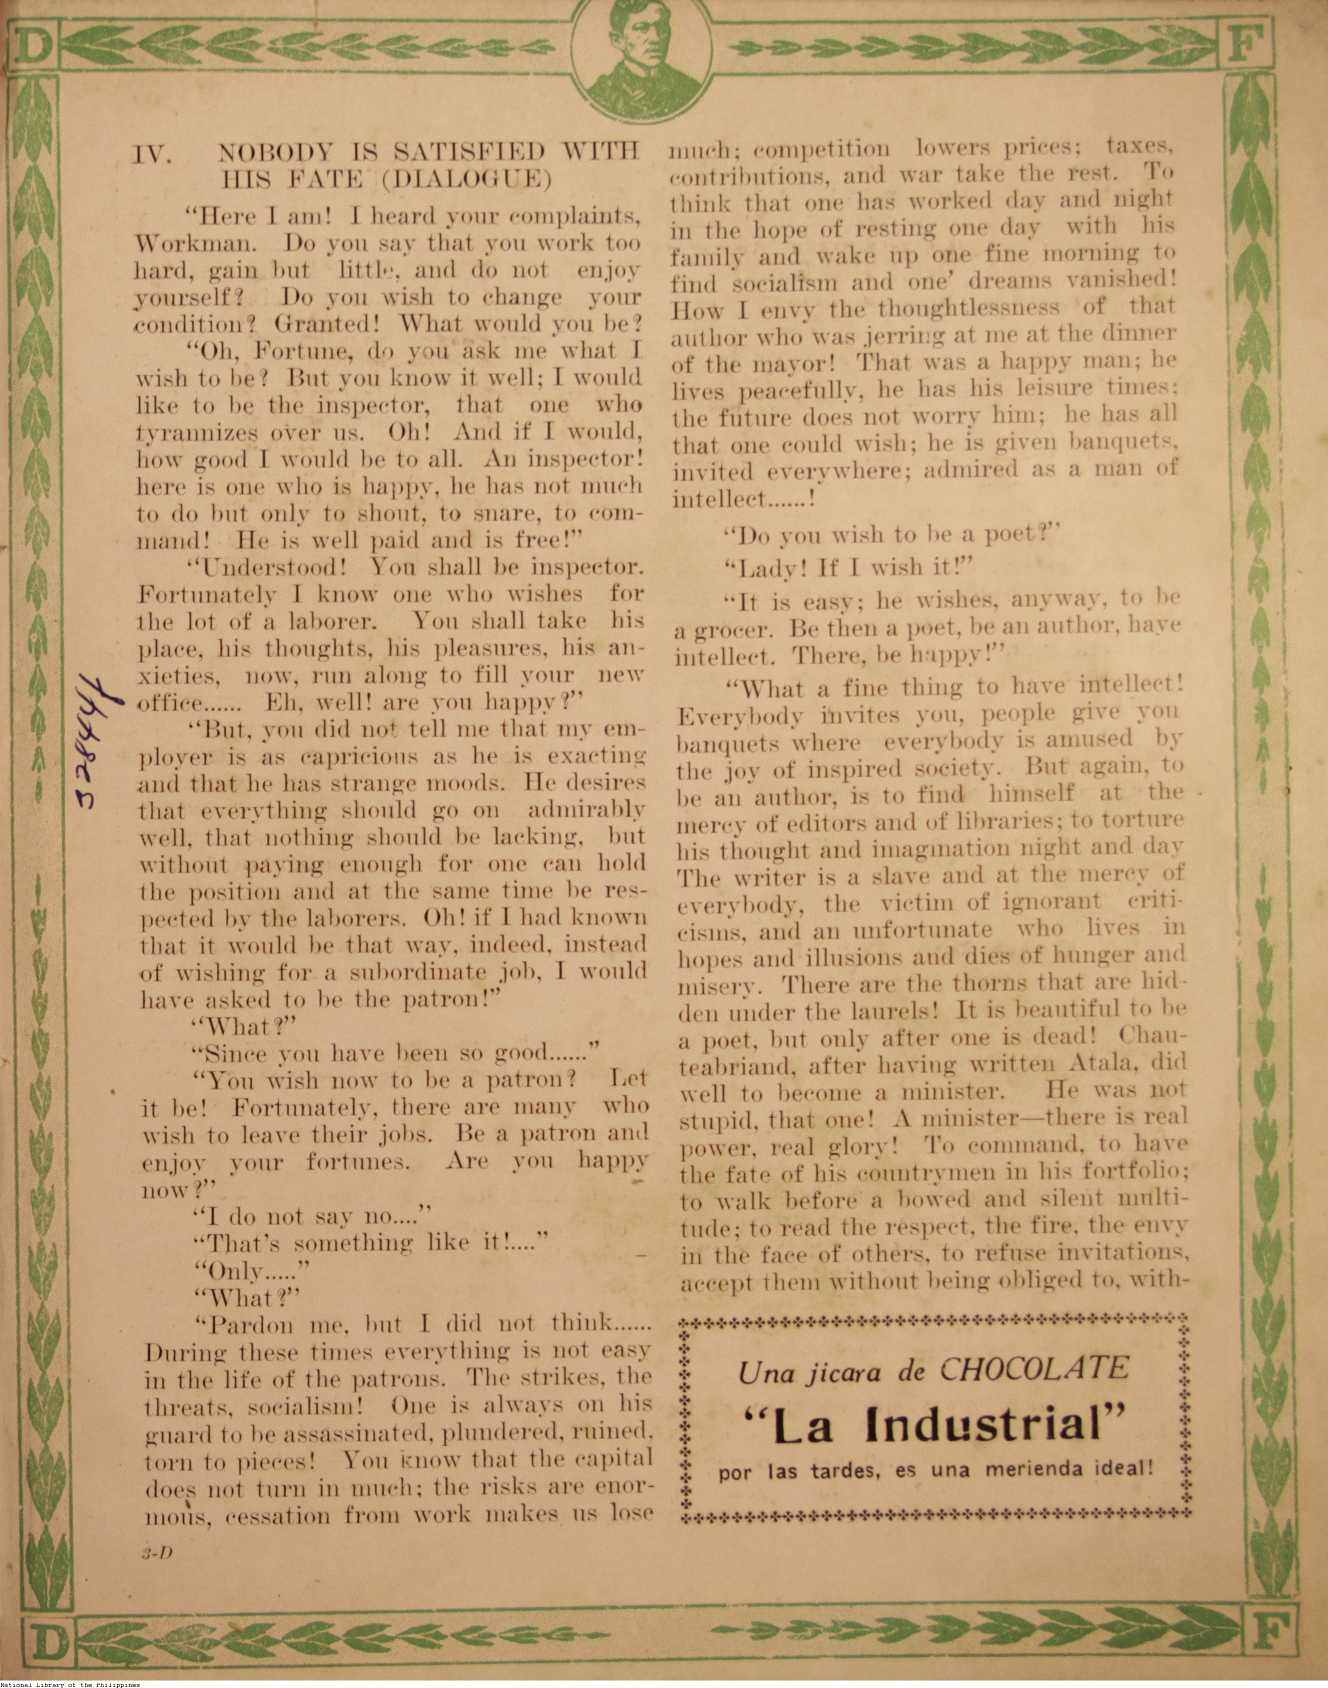 D
F
IV. NOBODY IS SATISFIED WITH
HIS FATE (DIALOGUE)
“Here I am! I heard your complaints,
Workman. Do you say that you work too
hard, gain but little, and do not enjoy
yourself? Do you wish to change your
condition? Granted! What would you be?
“Oh, Fortune, do you ask me what I
wish to be? But you know it well; I would
like to be the inspector, that one who
tyrannizes over us. Oh! And if I would,
how good I would be to all. An inspector!
here is one who is happy, he has not much
to do but only to shout, to snare, to com-
mand! He is well paid and is free!”
“Understood! You shall be inspector.
Fortunately I know one who wishes for
the lot of a laborer. You shall take his
place, his thoughts, his pleasures, his an-
xieties, now, run along to fill your new
office...... Eh, well! are you happy?”
“But, you did not tell me that my em-
ployer is as capricious as he is exacting
and that he has strange moods. He desires
that everything should go on admirably
well, that nothing should be lacking, but
without paying enough for one can hold
the position and at the same time be res-
pected by the laborers. Oh! if I had known
that it would be that way, indeed, instead
of wishing for a subordinate job, I would
have asked to be the patron!”
“What?”
“Since you have been so good......”
“You wish now to be a patron? Let
it be! Fortunately, there are many who
wish to leave their jobs. Be a patron and
enjoy your fortunes. Are you happy
now?”
“I do not say no....”
“That’s something like it!....”
“Only.....”
“What?”
“Pardon me, but I did not think......
During these times everything is not easy
in the life of the patrons. The strikes, the
threats, socialism! One is always on his
guard to be assassinated, plundered, ruined,
torn to pieces! You know that the capital
does not turn in much; the risks are enor-
mous, cessation from work makes us lose
3-D
much; competition lowers prices; taxes,
contributions, and war take the rest. To
think that one has worked day and night
in the hope of resting one day with his
family and wake up one fine morning to
find socialism and one’ dreams vanished!
How I envy the thoughtlessness of that
author who was jerring at me at the dinner
of the mayor! That was a happy man; he
lives peacefully, he has his leisure times;
the future does not worry him; he has all
that one could wish; he is given banquets,
invited everywhere; admired as a man of
intellect......!
“Do you wish to be a poet?”
“Lady! If I wish it!”
“It is easy; he wishes, anyway, to be
a grocer. Be then a poet, be an author, have
intellect. There, be happy!”
“What a fine thing to have intellect!
Everybody invites you, people give you
banquets where everybody is amused by
the joy of inspired society. But again, to
be an author, is to find himself at the
mercy of editors and of libraries; to torture
his thought and imagination night and day
The writer is a slave and at the mercy of
everybody, the victim of ignorant criti-
cisms, and an unfortunate who lives in
hopes and illusions and dies of hunger and
misery. There are the thorns that are hid-
den under the laurels! It is beautiful to be
a poet, but only after one is dead! Chau-
teabriand, after having written Atala, did
well to become a minister. He was not
stupid, that one! A minister—there is real
power, real glory! To command, to have
the fate of his countrymen in his fortfolio;
to walk before a bowed and silent multi-
tude; to read the respect, the fire, the envy
in the face of others, to refuse invitations,
accept them without being obliged to, with-
Una jicara de CHOCOLATE
“La Industrial”
por las tardes, es una merienda ideal!
32844
D
F
National Library of the Philippines